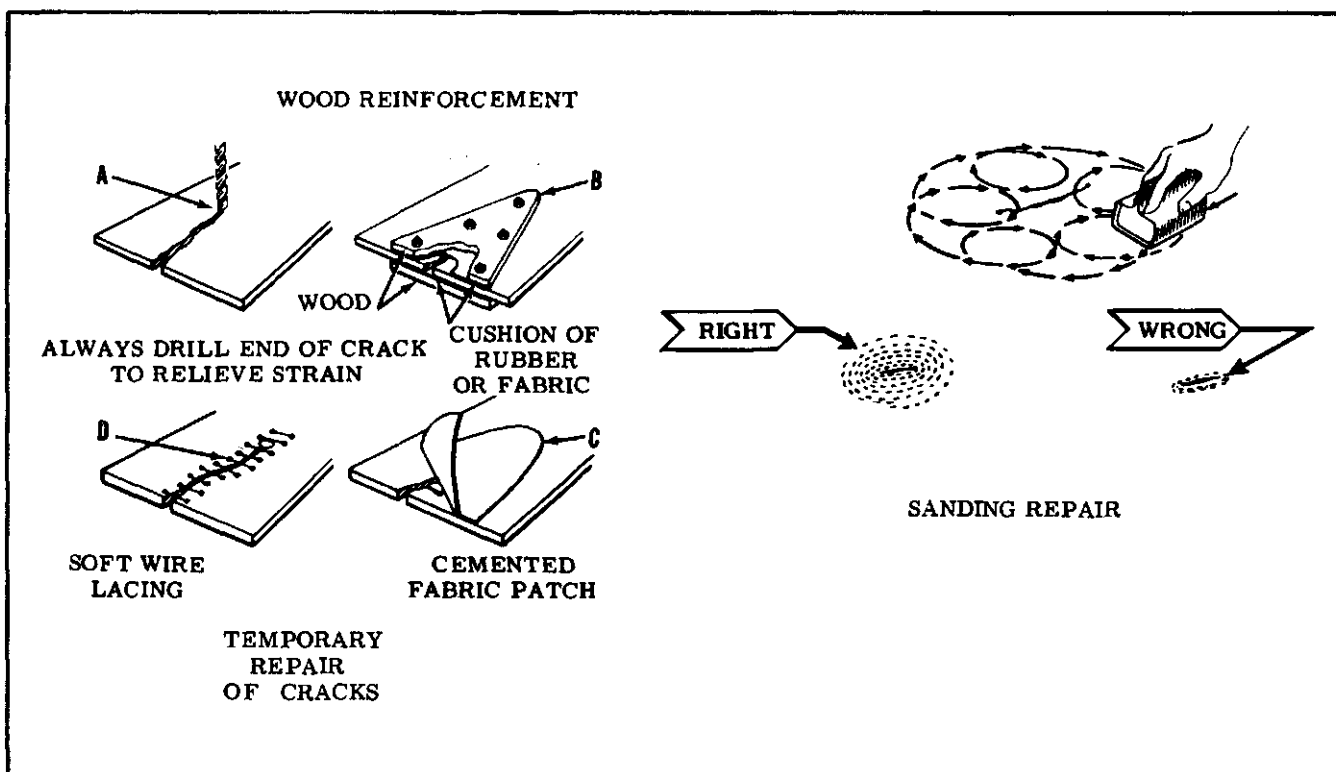 WOOD REINFORCEMENT
A
B
WOOD
ALWAYS DRILL END OF CRACK
TO RELIEVE STRAIN
CUSHION OF
RUBBER
OR FABRIC
D
C
SOFT WIRE
LACING
CEMENTED
FABRIC PATCH
TEMPORARY
REPAIR
OF CRACKS
RIGHT
WRONG
SANDING REPAIR